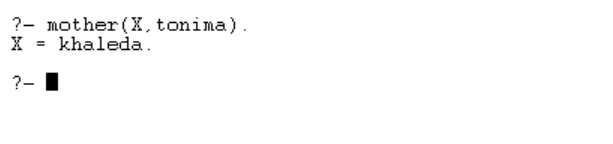 ?- mother(X,tonima).
X = khaleda.
?-